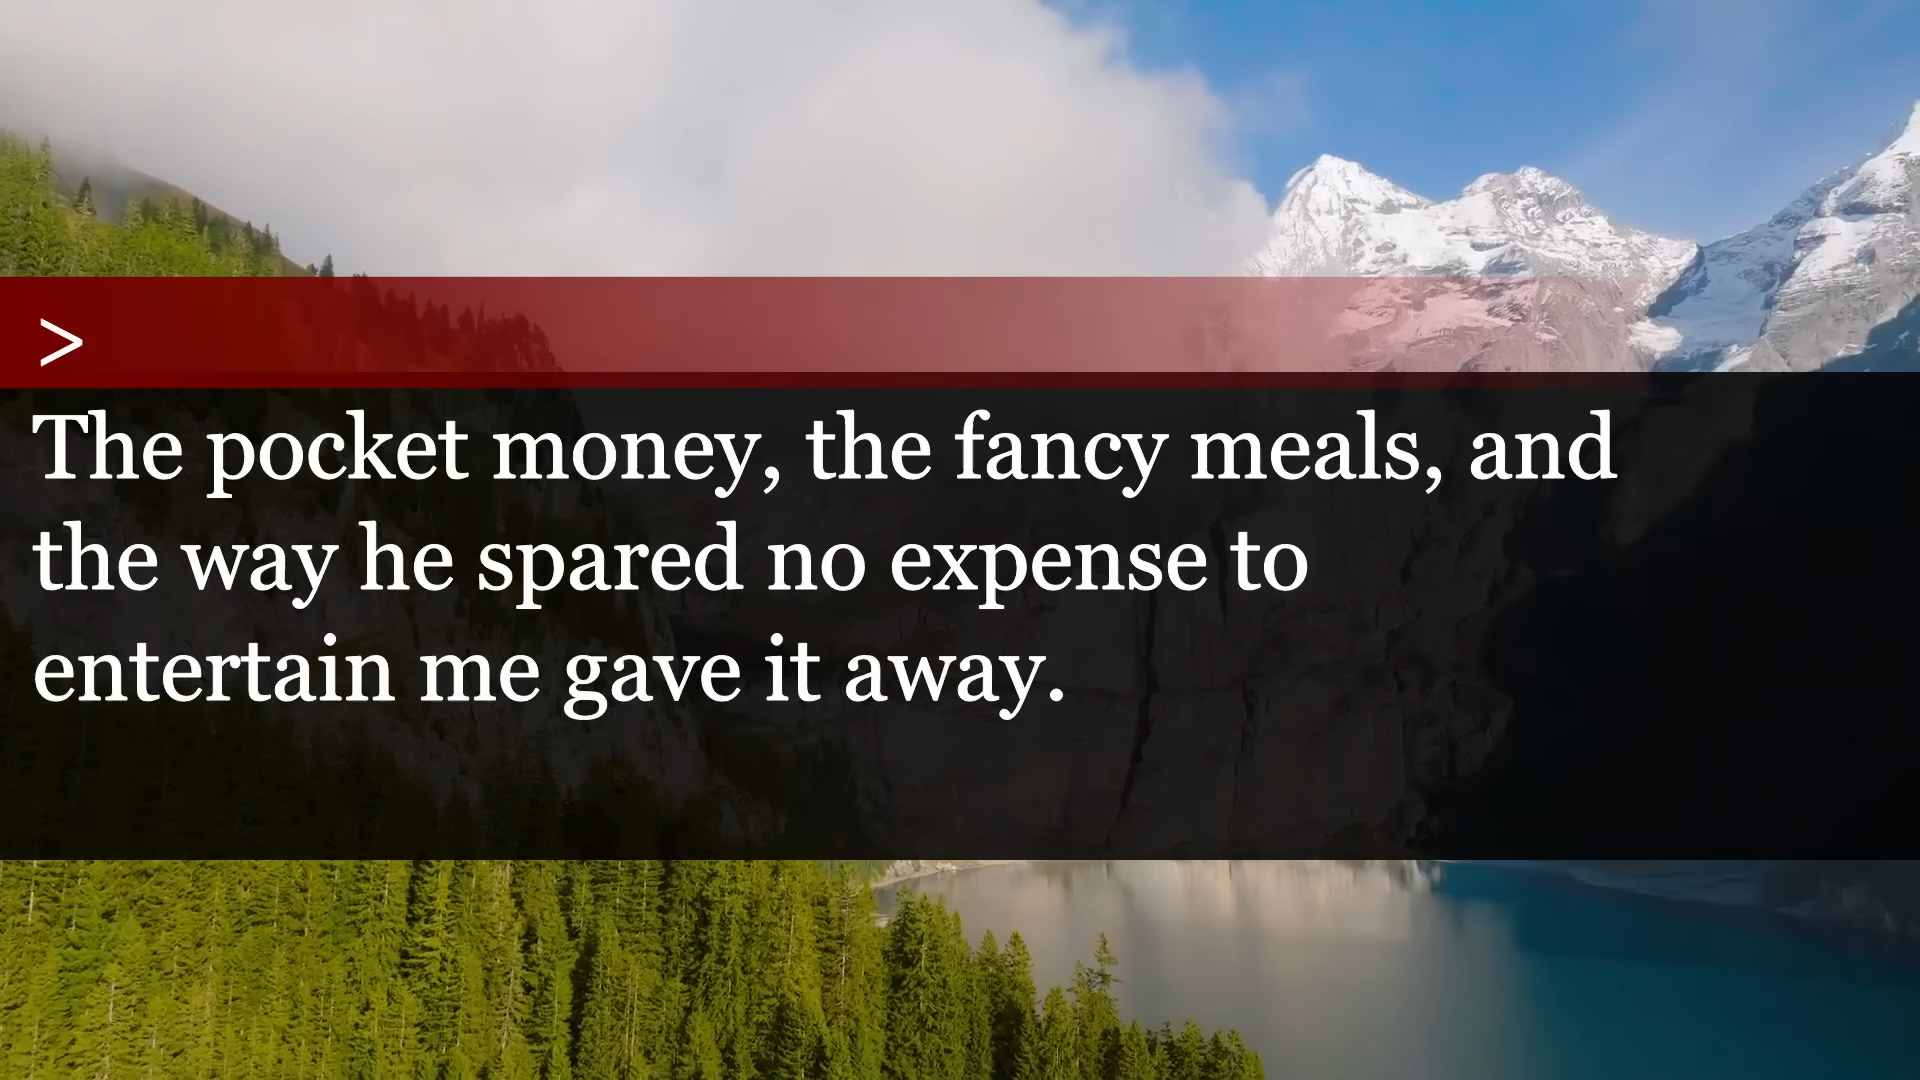 >
The pocket money, the fancy meals, and
the way he spared no expense to
entertain me gave it away.